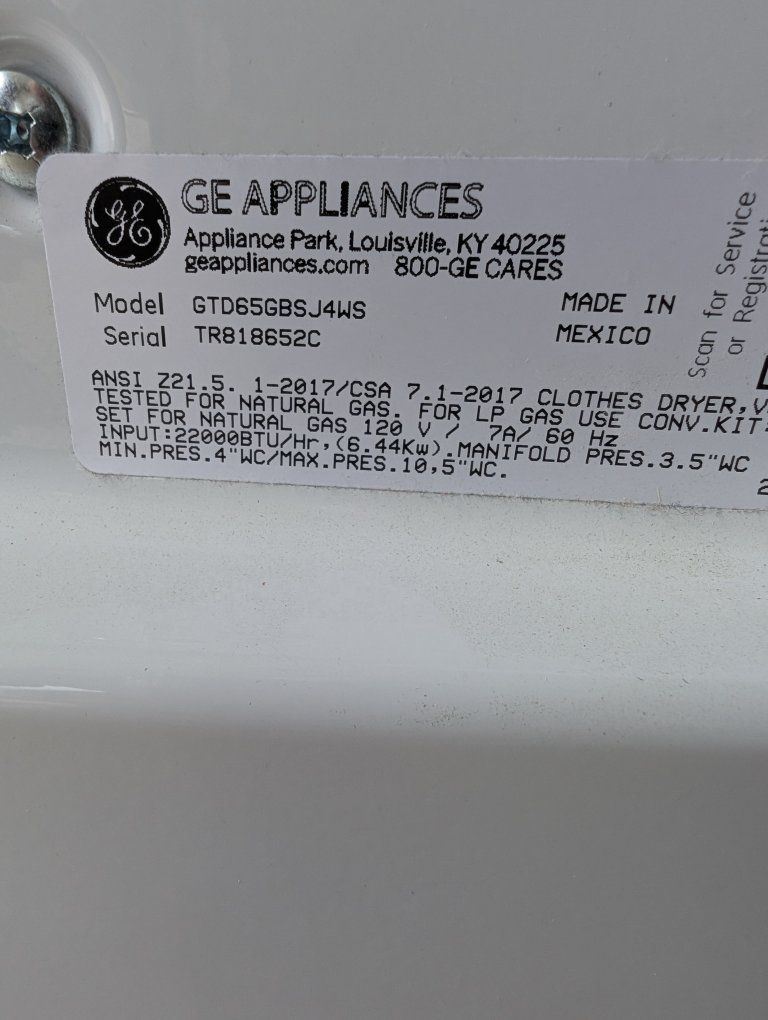 GE
GE APPLIANCES
Appliance Park, Louisville, KY 40225
geappliances.com 800-GE CARES
Model GTD65GBSJ4WS MADE IN
Serial TR818652C MEXICO
Scan for Service
or Registrati
ANSI Z21.5. 1-2017/CSA 7.1-2017 CLOTHES DRYER,V
TESTED FOR NATURAL GAS. FOR LP GAS USE CONV.KIT:
SET FOR NATURAL GAS 120 V / 7A/ 60 Hz
INPUT:22000BTU/Hr,(6.44Kw).MANIFOLD PRES.3.5"WC
MIN.PRES.4"WC/MAX.PRES.10,5"WC.
2